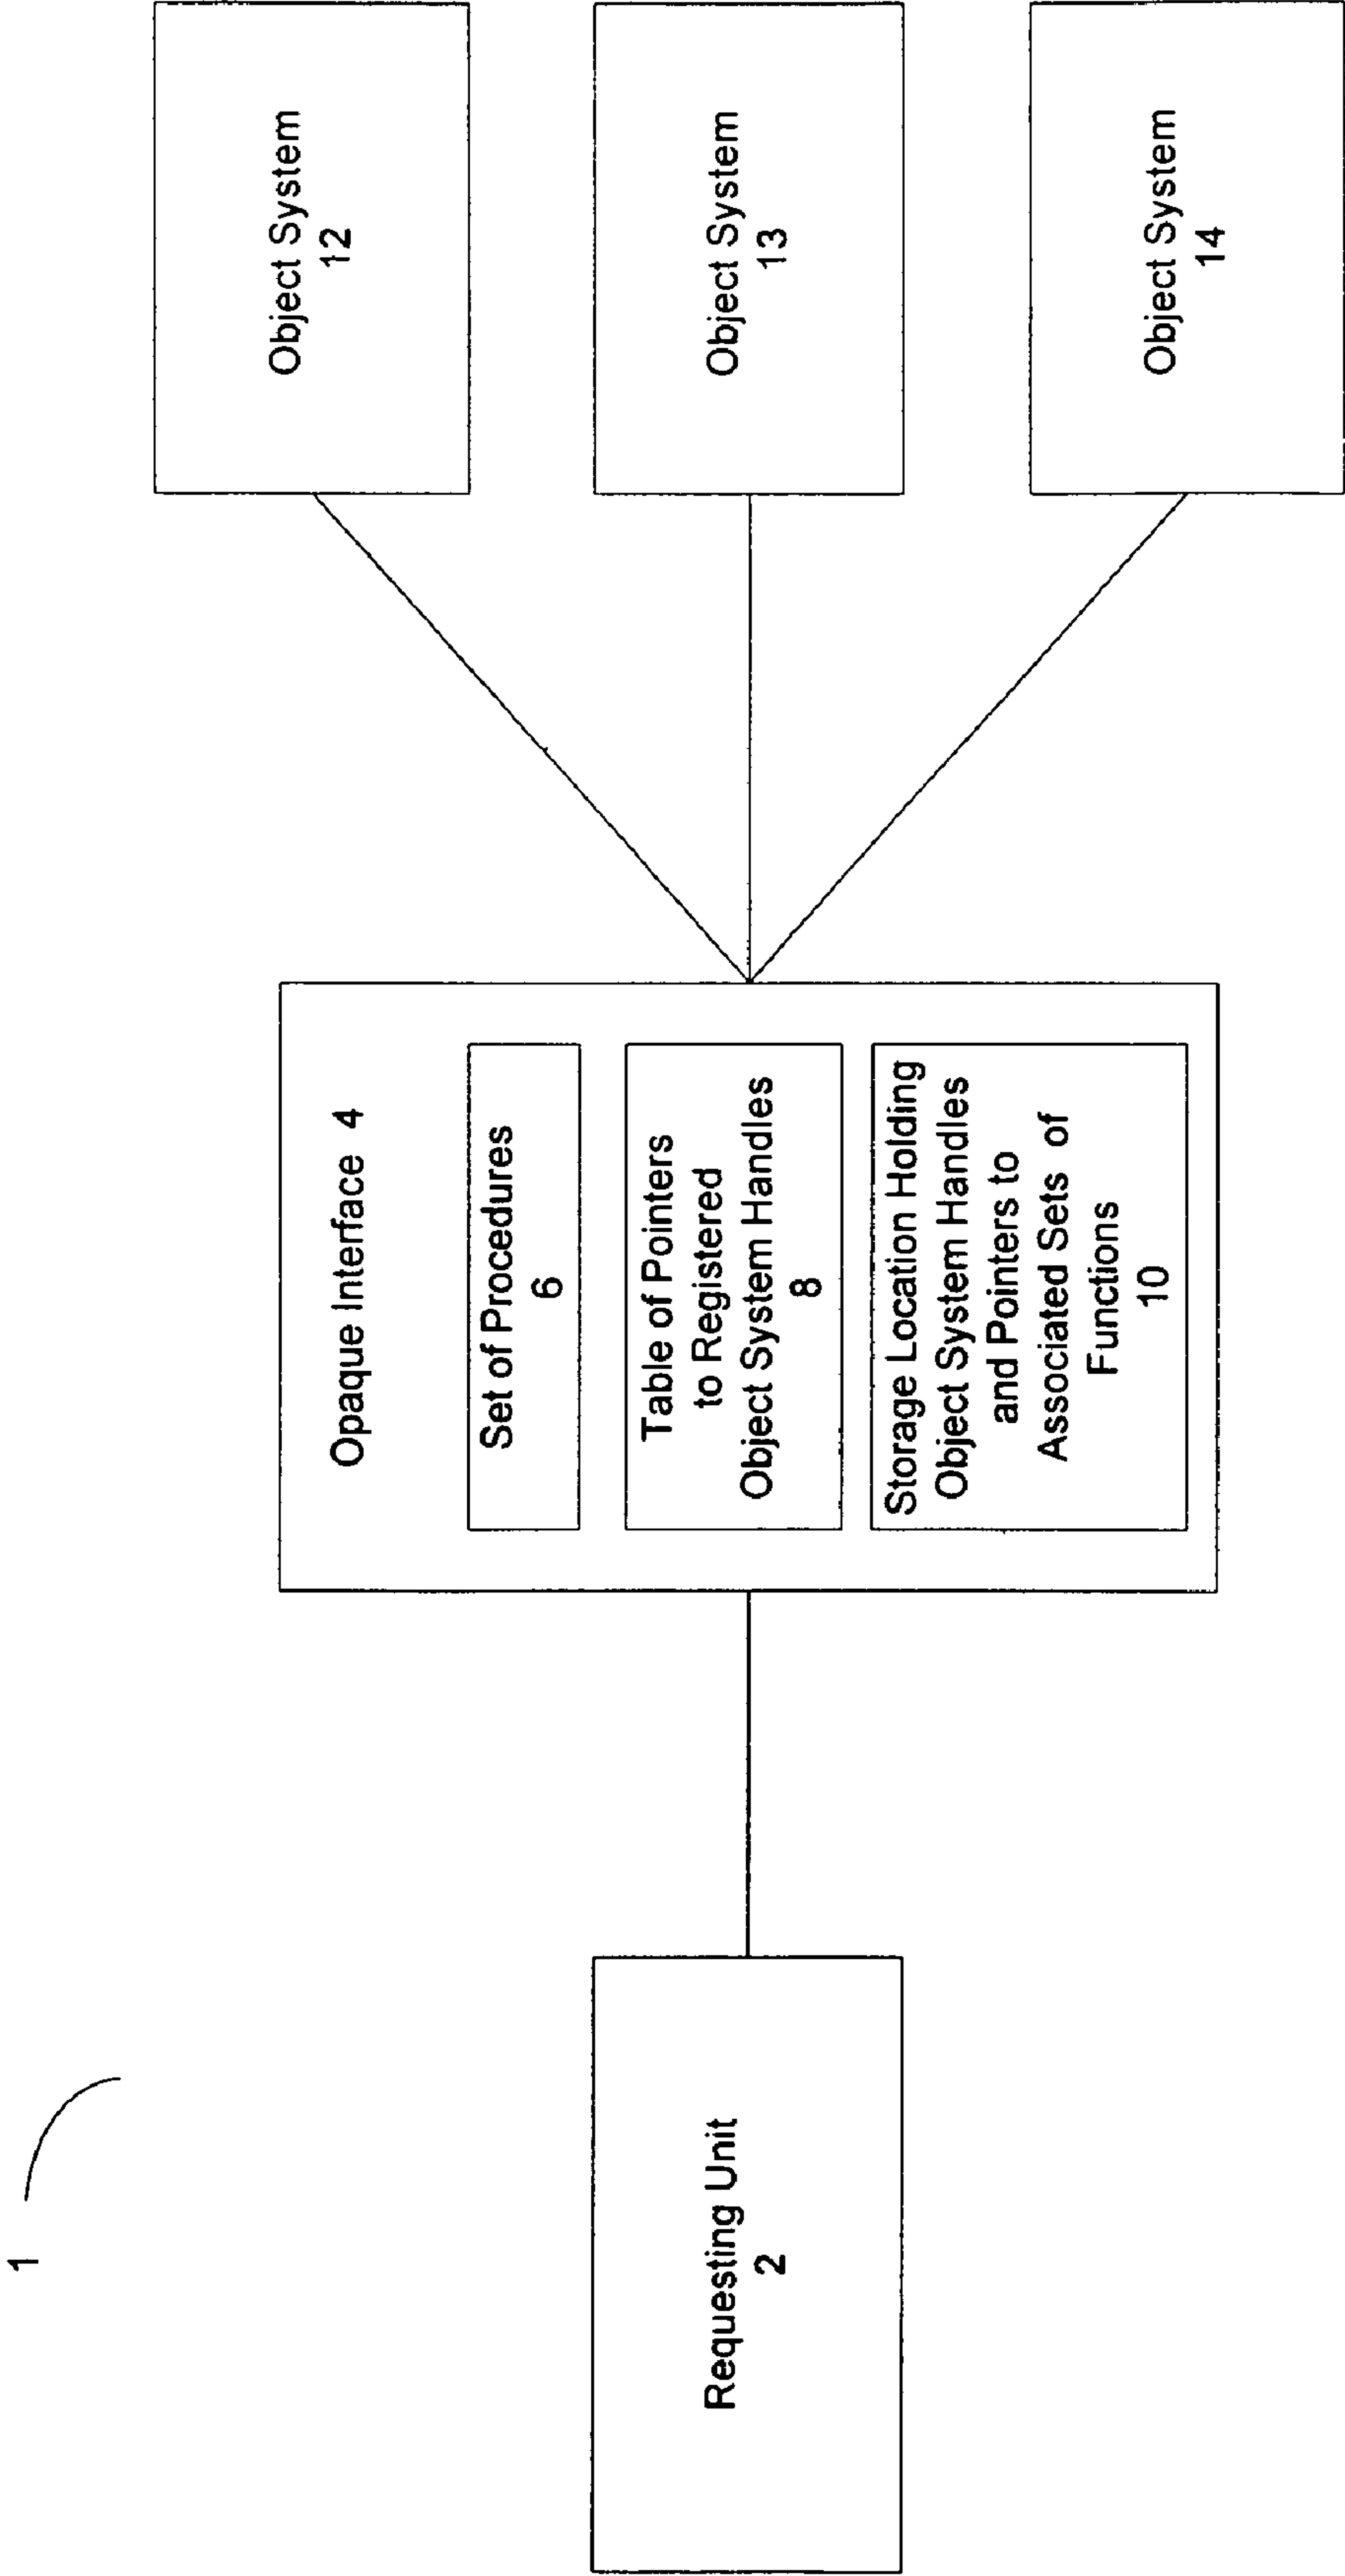 1
Requesting Unit
2
Opaque Interface 4
Set of Procedures
6
Table of Pointers
to Registered
Object System Handles
8
Storage Location Holding
Object System Handles
and Pointers to
Associated Sets of
Functions
10
Object System
12
Object System
13
Object System
14